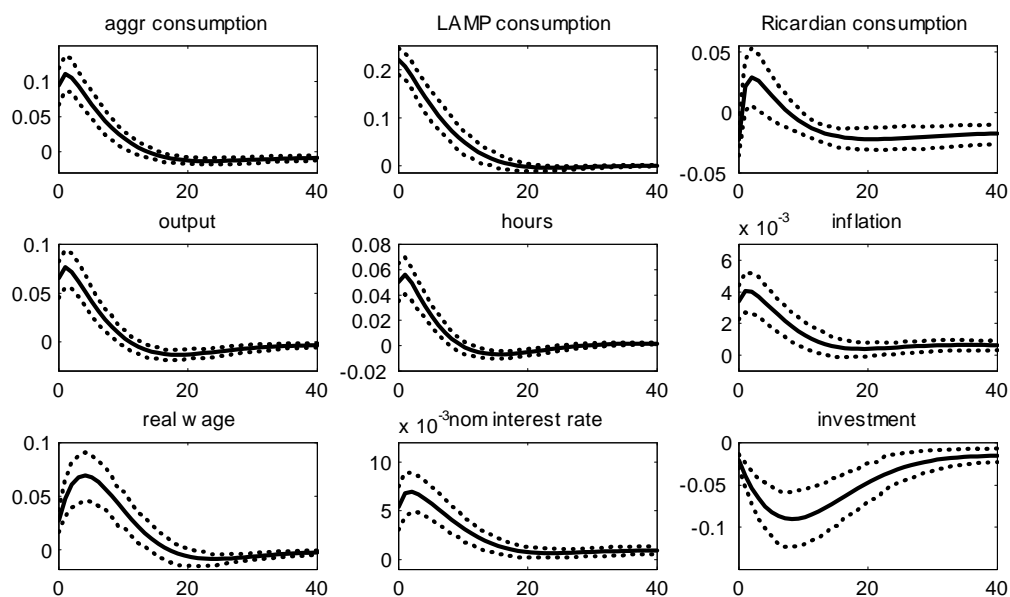 aggr consumption
LAMP consumption
Ricardian consumption
0.1
0.05
0
0 20 40
0.2
0.1
0
0 20 40
0.05
0
-0.05
0 20 40
output
hours
inflation
0.1
0.05
0
0 20 40
0.08
0.06
0.04
0.02
0
-0.02
0 20 40
x 10-3
6
4
2
0
0 20 40
real wage
x 10-3 nom interest rate
investment
0.1
0.05
0
0 20 40
10
5
0
0 20 40
0
-0.05
-0.1
0 20 40